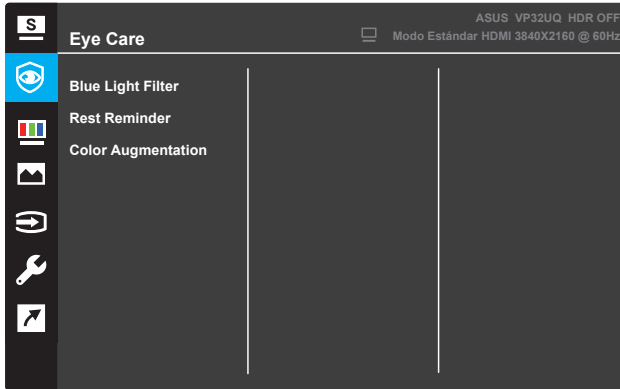 S
ASUS VP32UQ HDR OFF
Eye Care
Modo Estándar HDMI 3840X2160 @ 60Hz
Blue Light Filter
Rest Reminder
Color Augmentation